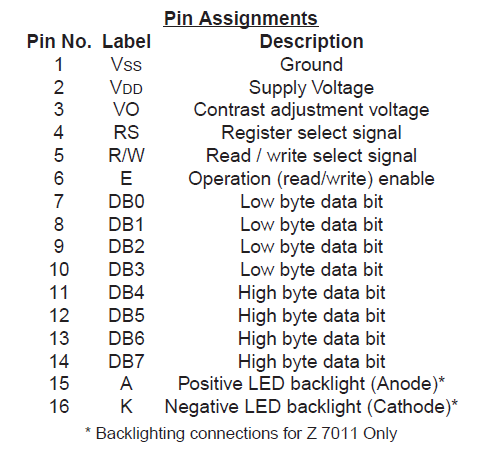 Pin Assignments
Pin No. Label Description
1 Vss Ground
2 VDD Supply Voltage
3 VO Contrast adjustment voltage
4 RS Register select signal
5 R/W Read / write select signal
6 E Operation (read/write) enable
7 DB0 Low byte data bit
8 DB1 Low byte data bit
9 DB2 Low byte data bit
10 DB3 Low byte data bit
11 DB4 High byte data bit
12 DB5 High byte data bit
13 DB6 High byte data bit
14 DB7 High byte data bit
15 A Positive LED backlight (Anode)*
16 K Negative LED backlight (Cathode)*
* Backlighting connections for Z 7011 Only